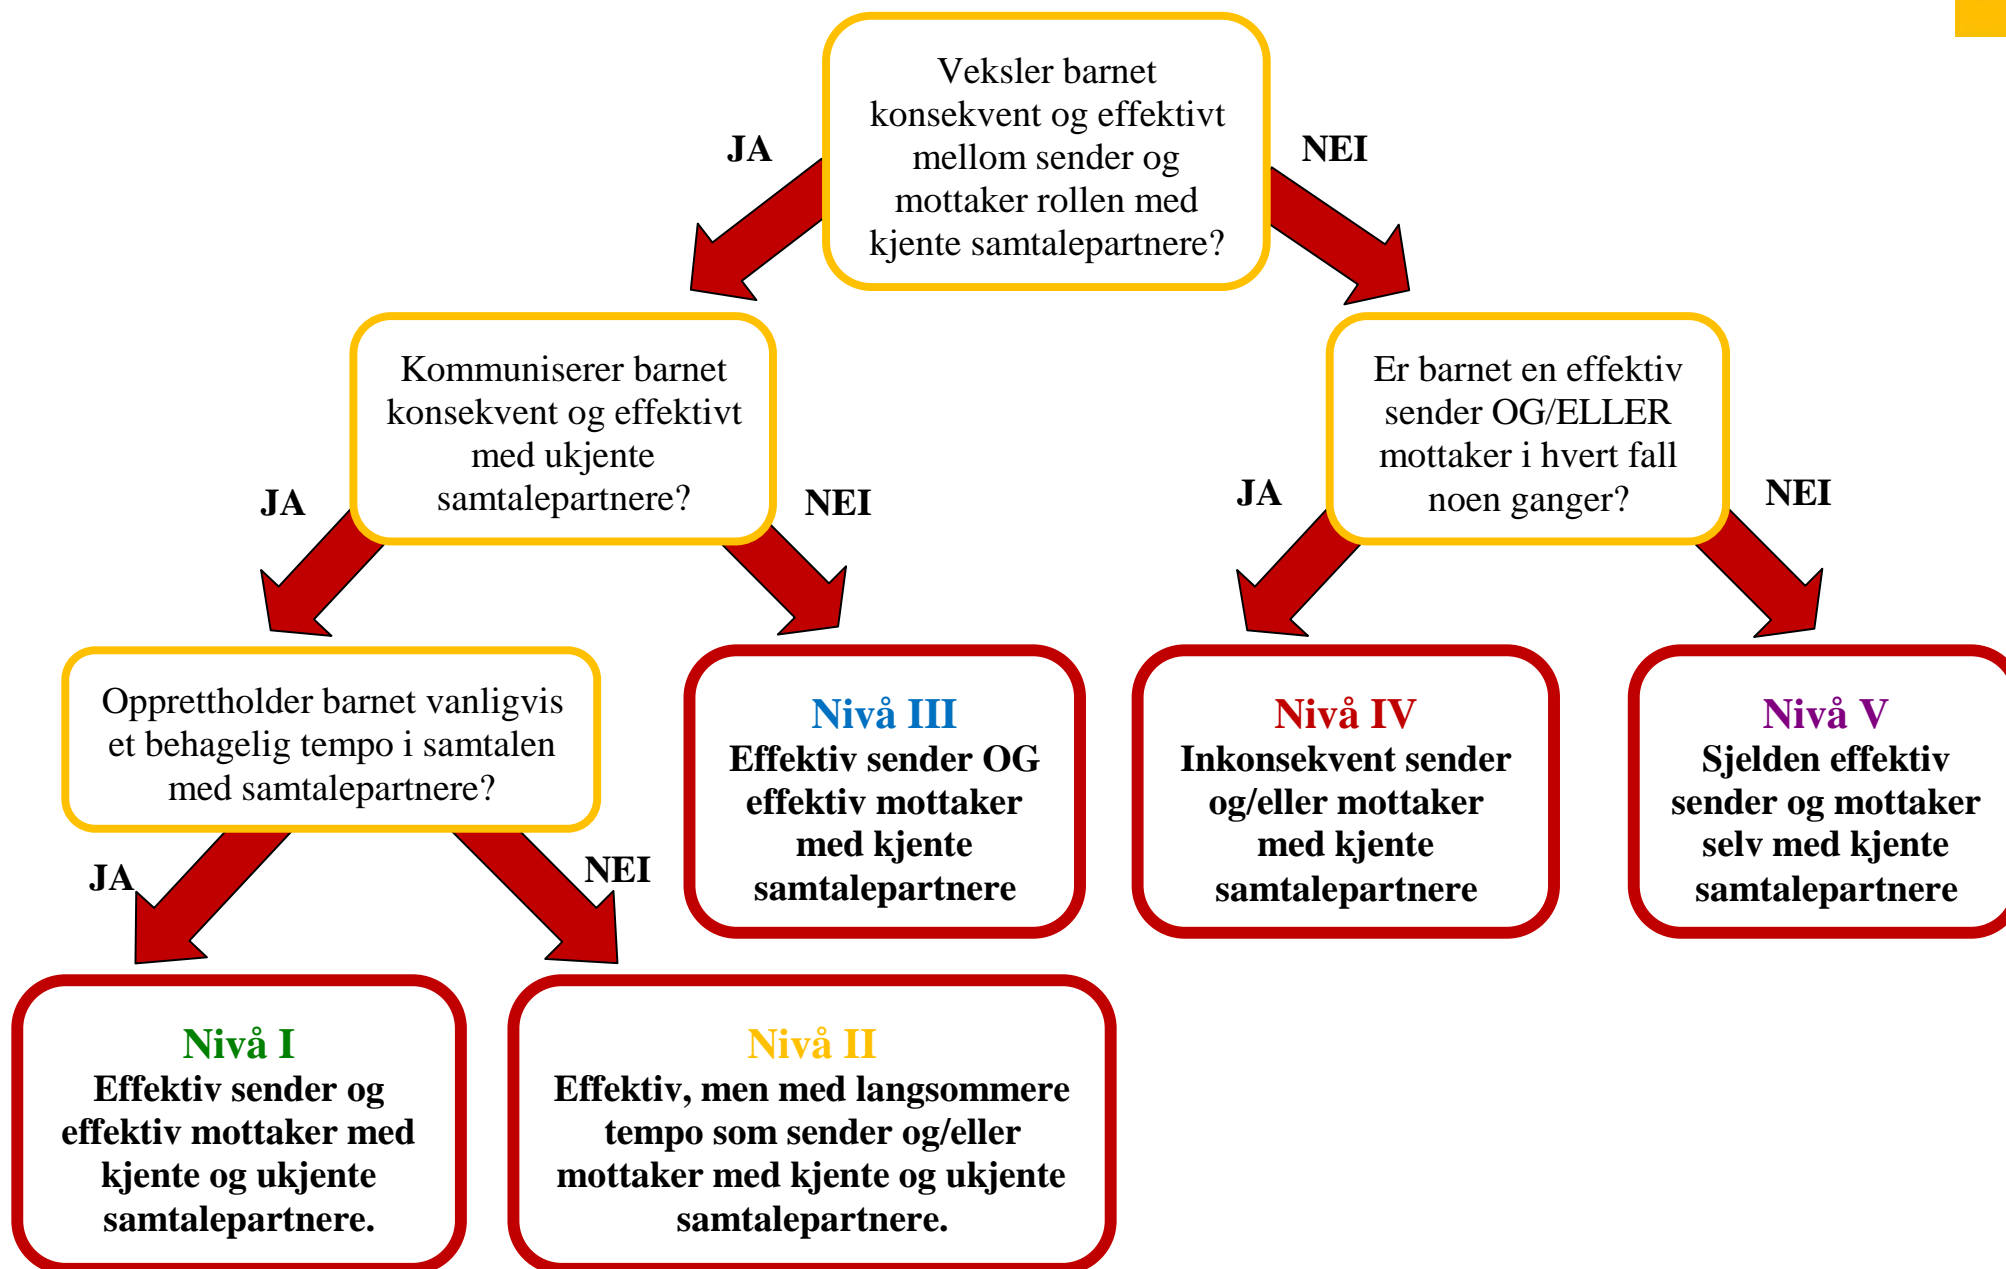 Veksler barnet
konsekvent og effektivt
mellom sender og
mottaker rollen med
kjente samtalepartnere?
JA
NEI
Kommuniserer barnet
konsekvent og effektivt
med ukjente
samtalepartnere?
JA
NEI
Er barnet en effektiv
sender OG/ELLER
mottaker i hvert fall
noen ganger?
JA
NEI
Opprettholder barnet vanligvis
et behagelig tempo i samtalen
med samtalepartnere?
JA
NEI
Nivå III
Effektiv sender OG
effektiv mottaker
med kjente
samtalepartnere
Nivå IV
Inkonsekvent sender
og/eller mottaker
med kjente
samtalepartnere
Nivå V
Sjelden effektiv
sender og mottaker
selv med kjente
samtalepartnere
Nivå I
Effektiv sender og
effektiv mottaker med
kjente og ukjente
samtalepartnere.
Nivå II
Effektiv, men med langsommere
tempo som sender og/eller
mottaker med kjente og ukjente
samtalepartnere.